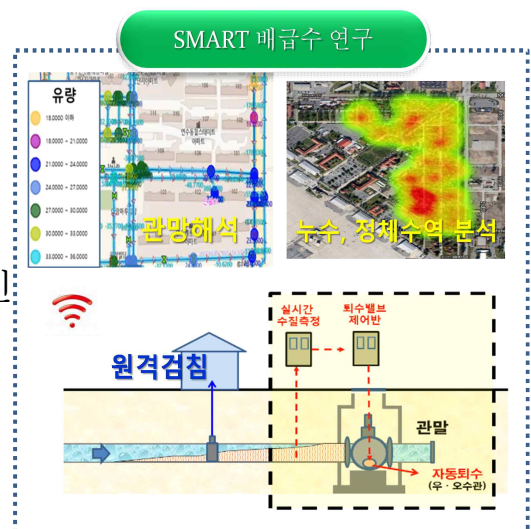 SMART 배급수 연구
유량
18.0000 이하
18.0000 ~ 21.0000
21.0000 ~ 24.0000
24.0000 ~ 27.0000
27.0000 ~ 30.0000
30.0000 ~ 33.0000
33.0000 ~ 36.0000
관망해석
누수, 정체수역 분석
원격검침
실시간
수질측정
퇴수밸브
제어반
관말
자동퇴수
(우 · 오수관)